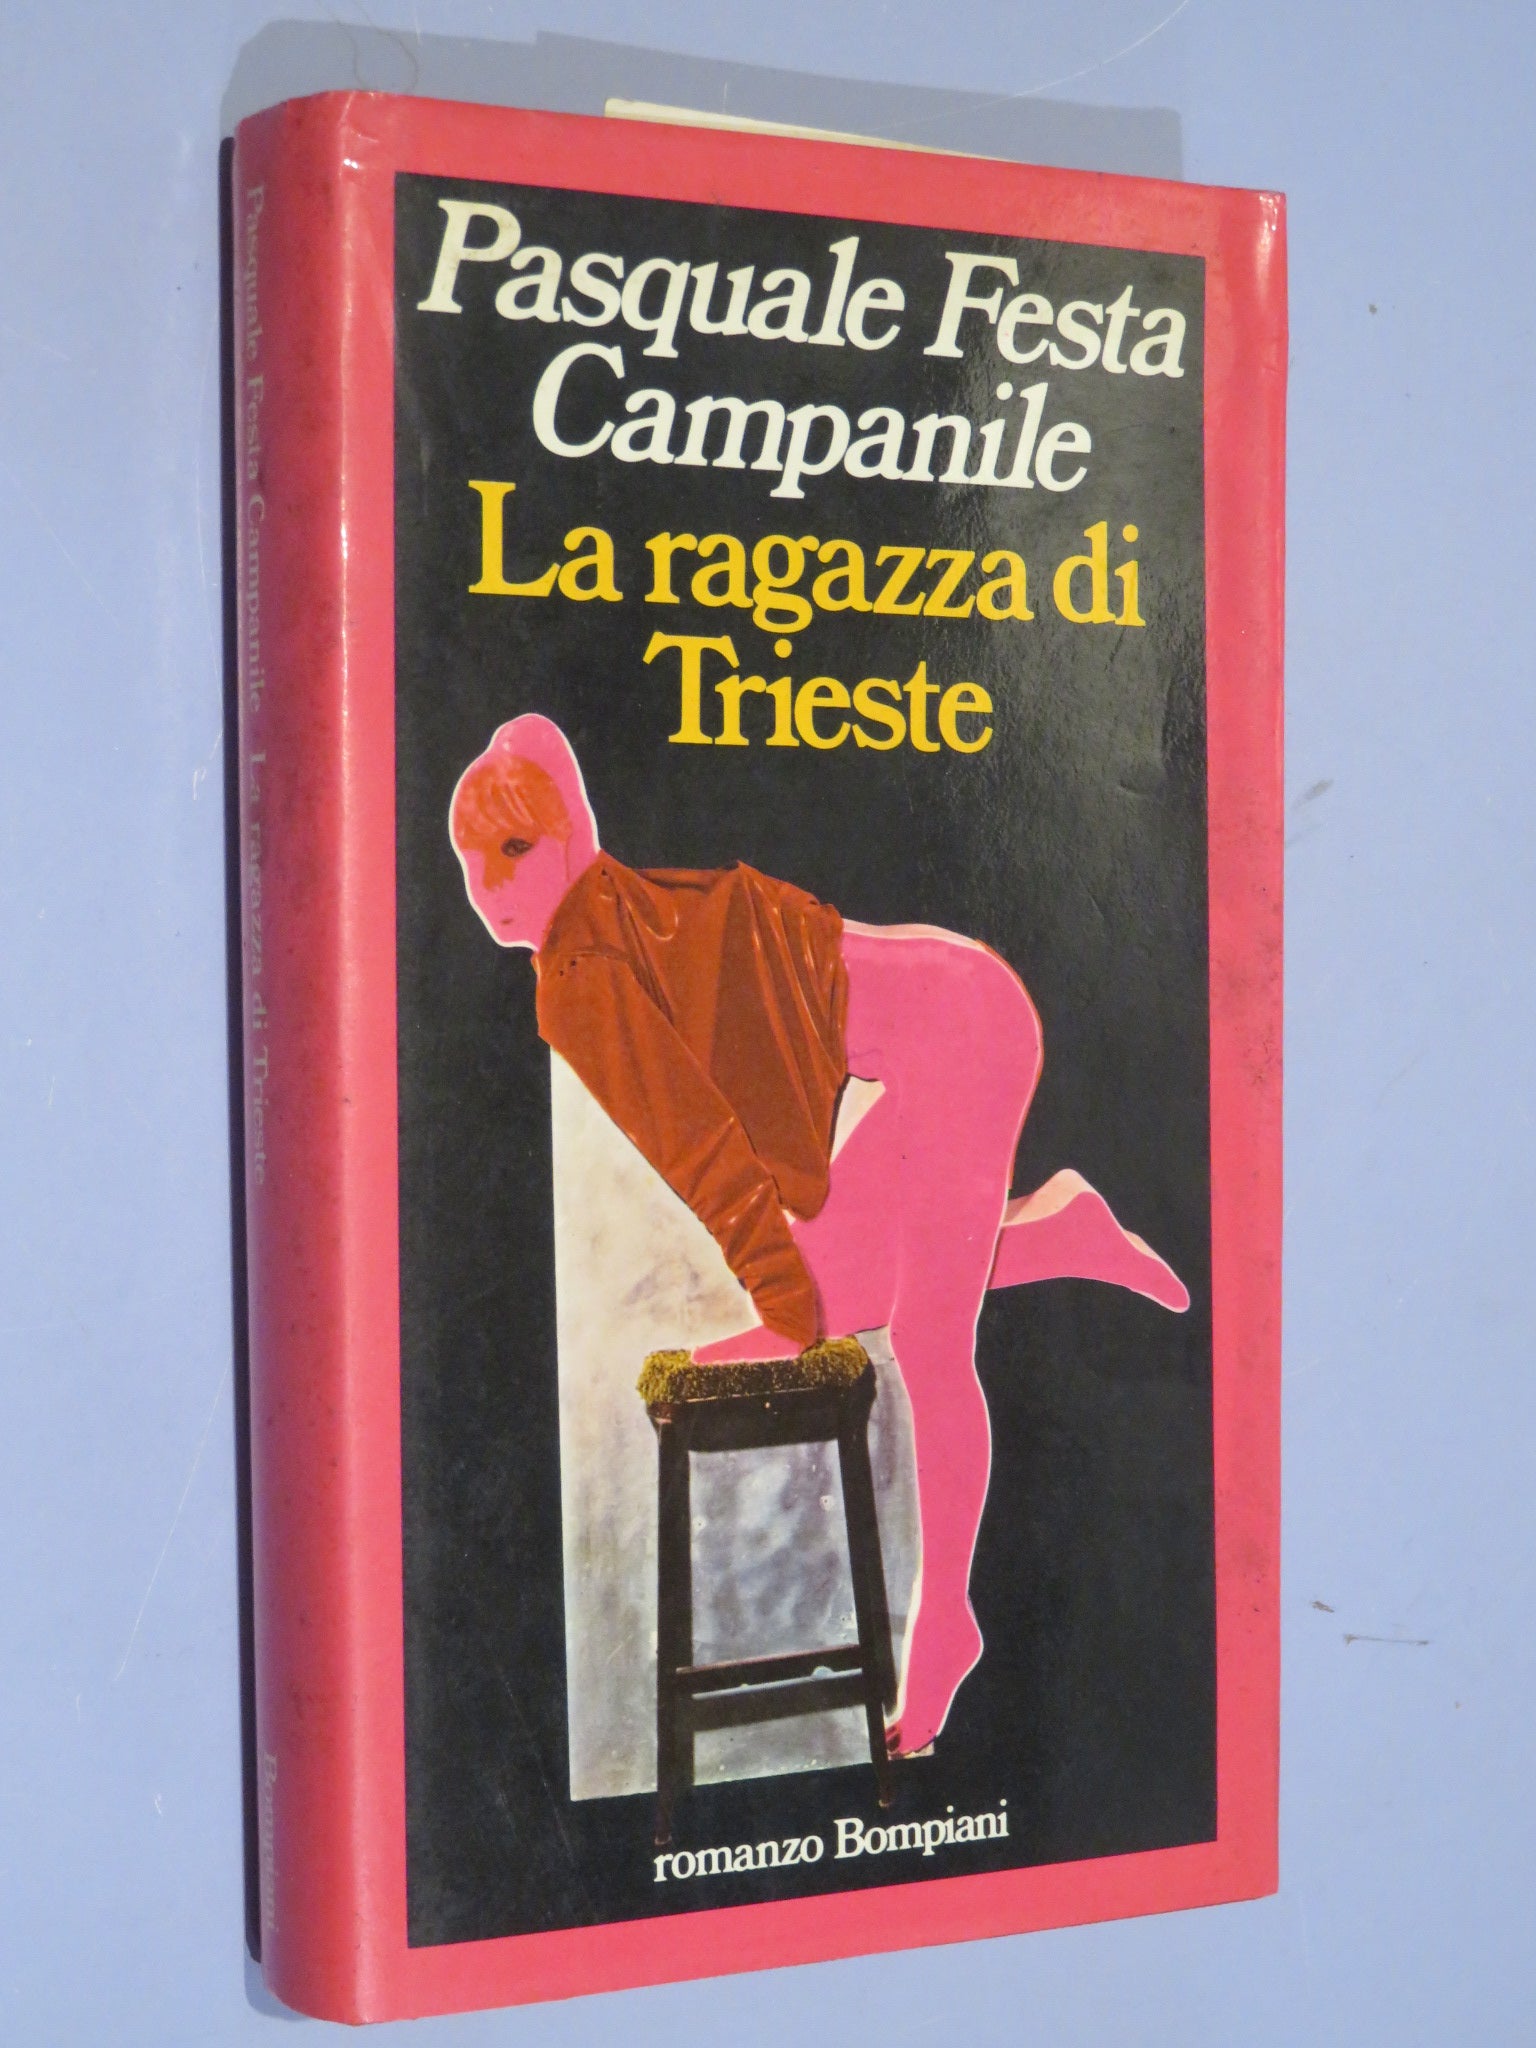 Pasquale Festa
Campanile
La ragazza di
Trieste
romanzo Bompiani
Pasquale Festa Campanile La ragazza di Trieste
Bompiani